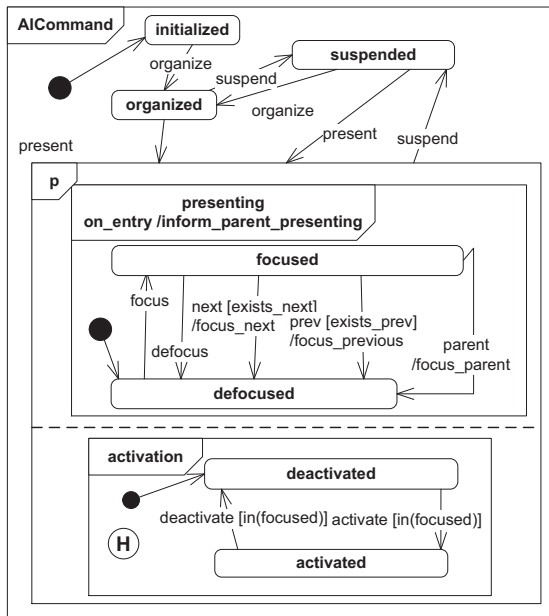 AICommand
initialized
suspended
organize
suspend
organized
organize
present
present
suspend
p
presenting
on_entry /inform_parent_presenting
focused
focus
next [exists_next]
/focus_next
prev [exists_prev]
/focus_previous
defocus
parent
/focus_parent
defocused
activation
deactivated
deactivate [in(focused)]
activate [in(focused)]
H
activated